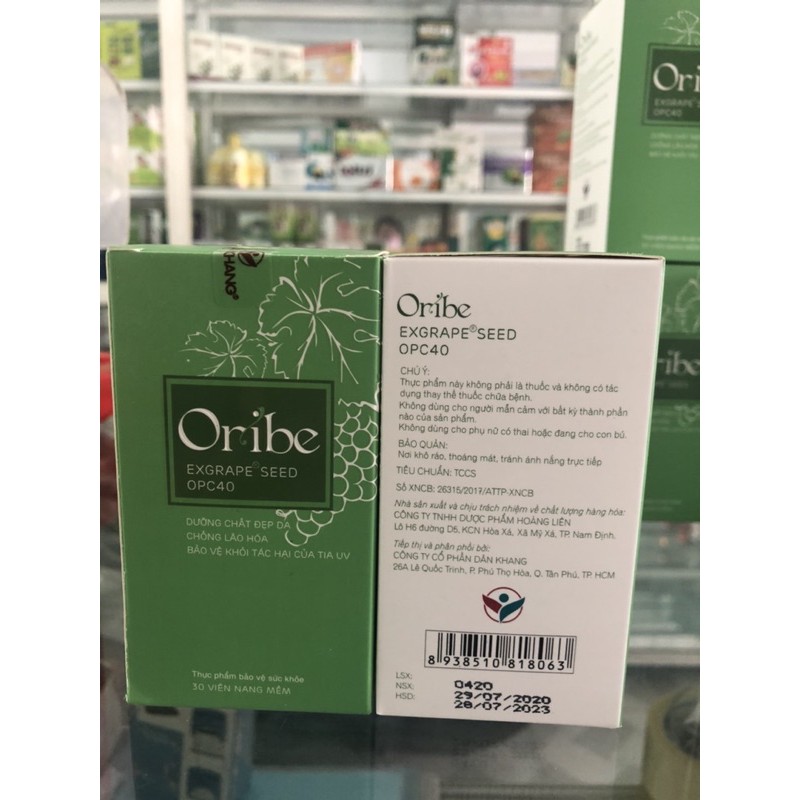 KHANG®
Oribe
EXGRAPE® SEED
OPC40
DƯỠNG CHẤT ĐẸP DA
CHỐNG LÃO HÓA
BẢO VỆ KHỎI TÁC HẠI CỦA TIA UV
Thực phẩm bảo vệ sức khỏe
30 VIÊN NANG MỀM
Oribe
EXGRAPE® SEED
OPC40
CHÚ Ý:
Thực phẩm này không phải là thuốc và không có tác
dụng thay thế thuốc chữa bệnh.
Không dùng cho người mẫn cảm với bất kỳ thành phần
nào của sản phẩm.
Không dùng cho phụ nữ có thai hoặc đang cho con bú.
BẢO QUẢN:
Nơi khô ráo, thoáng mát, tránh ánh nắng trực tiếp
TIÊU CHUẨN: TCCS
Số XNCB: 26315/2017/ATTP-XNCB
Nhà sản xuất và chịu trách nhiệm về chất lượng hàng hóa:
CÔNG TY TNHH DƯỢC PHẨM HOÀNG LIÊN
Lô H6 đường D5, KCN Hòa Xá, Xã Mỹ Xá, TP. Nam Định.
Tiếp thị và phân phối bởi:
CÔNG TY CỔ PHẦN DÂN KHANG
26A Lê Quốc Trinh, P. Phú Thọ Hòa, Q. Tân Phú, TP. HCM
8 938510 818063
LSX: 0420
NSX: 29/07/2020
HSD: 28/07/2023
Oribe
EXGRAPE® SE
OPC40
Oribe